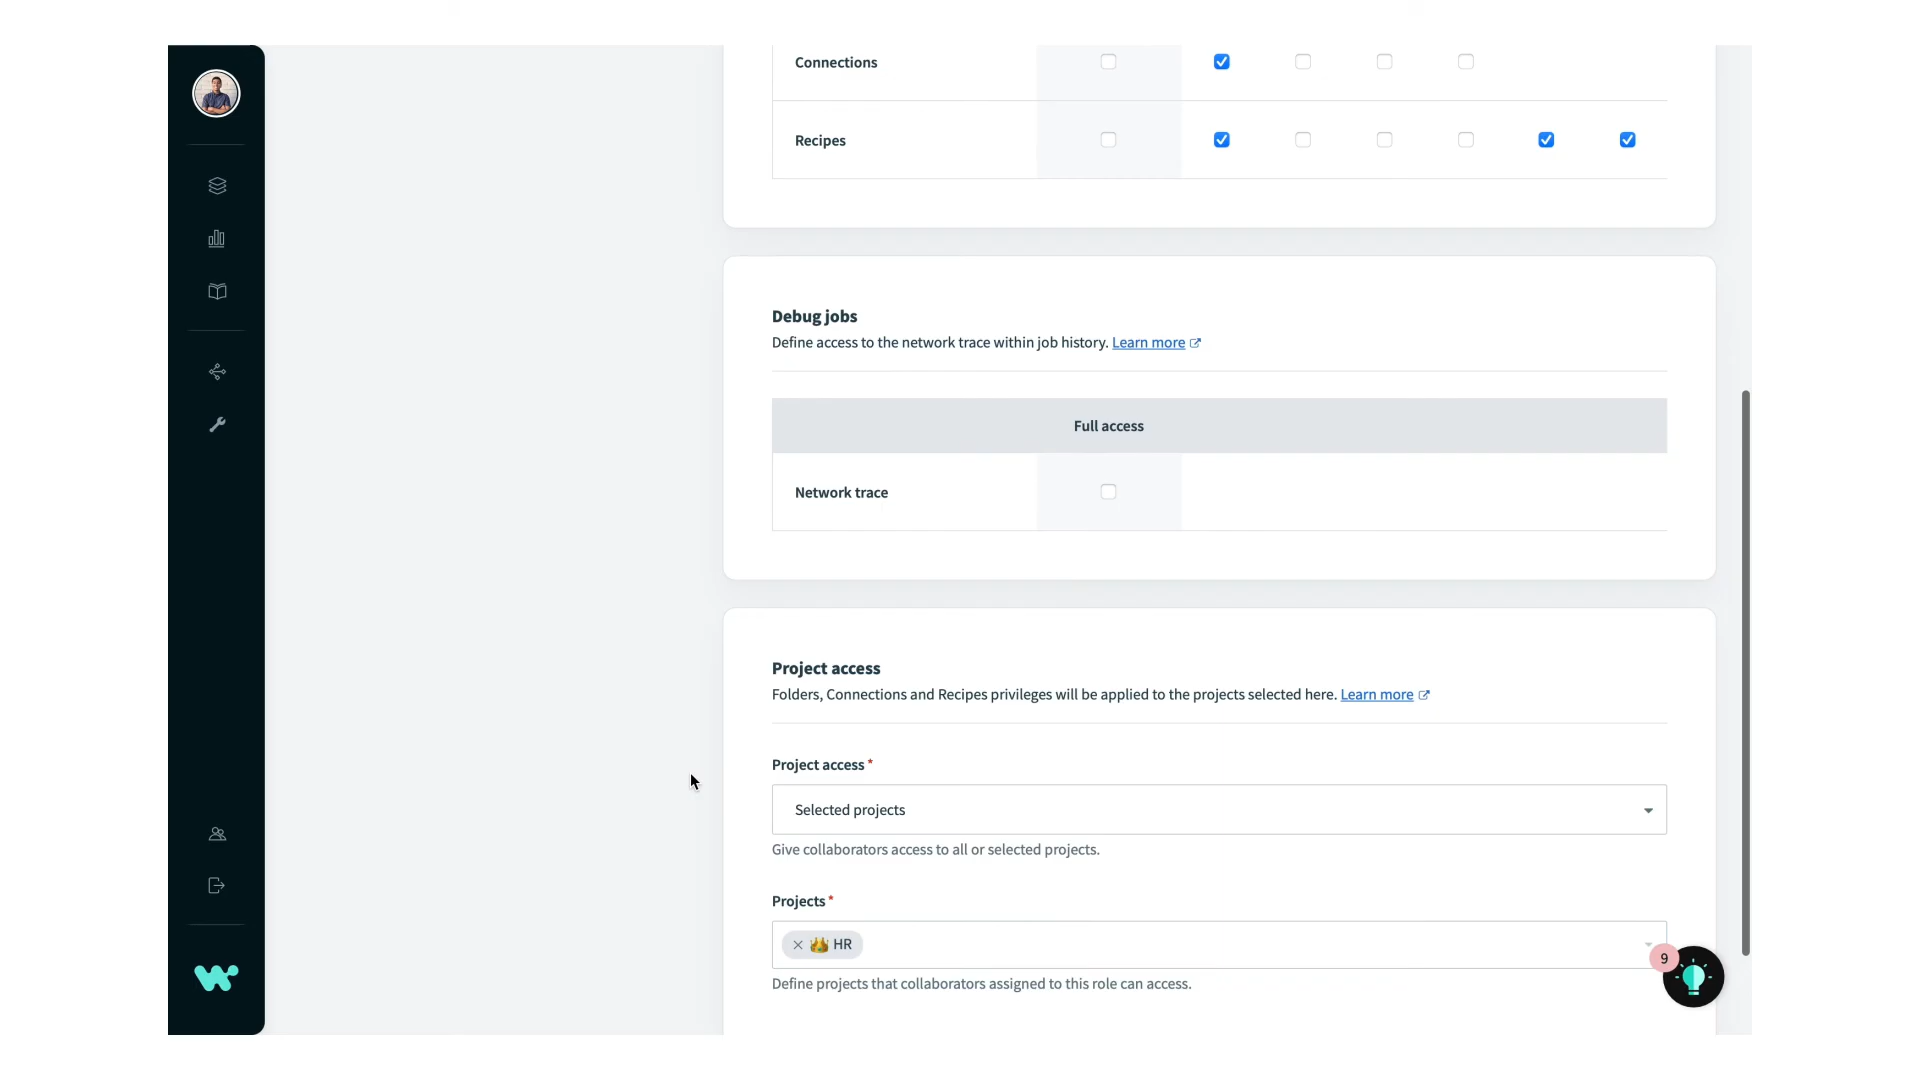 Connections
Recipes
Debug jobs
Define access to the network trace within job history. Learn more
Full access
Network trace
Project access
Folders, Connections and Recipes privileges will be applied to the projects selected here. Learn more
Project access *
Selected projects
Give collaborators access to all or selected projects.
Projects *
HR
9
Define projects that collaborators assigned to this role can access.